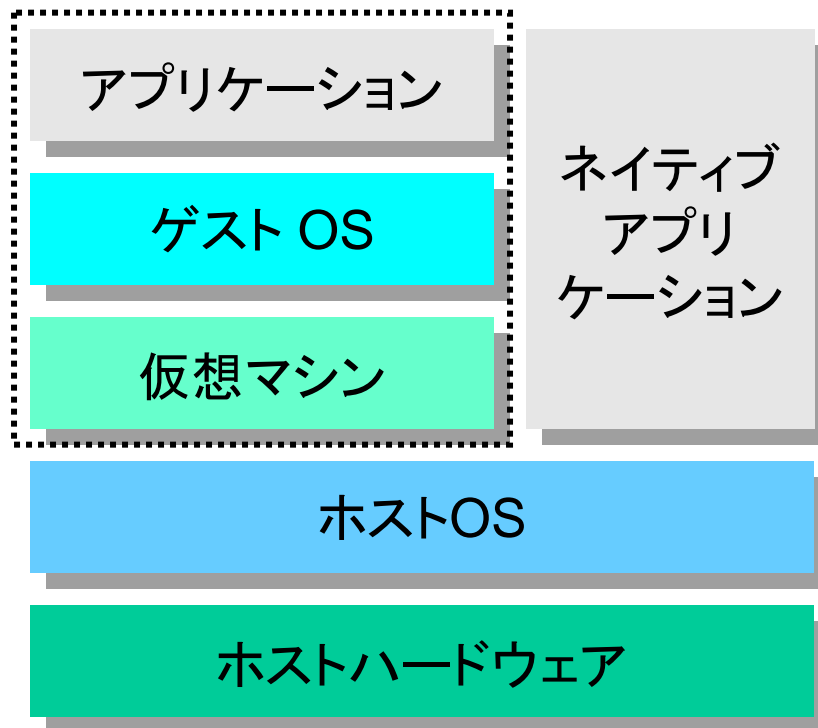 アプリケーション
ゲスト OS
仮想マシン
ネイティブ
アプリ
ケーション
ホストOS
ホストハードウェア